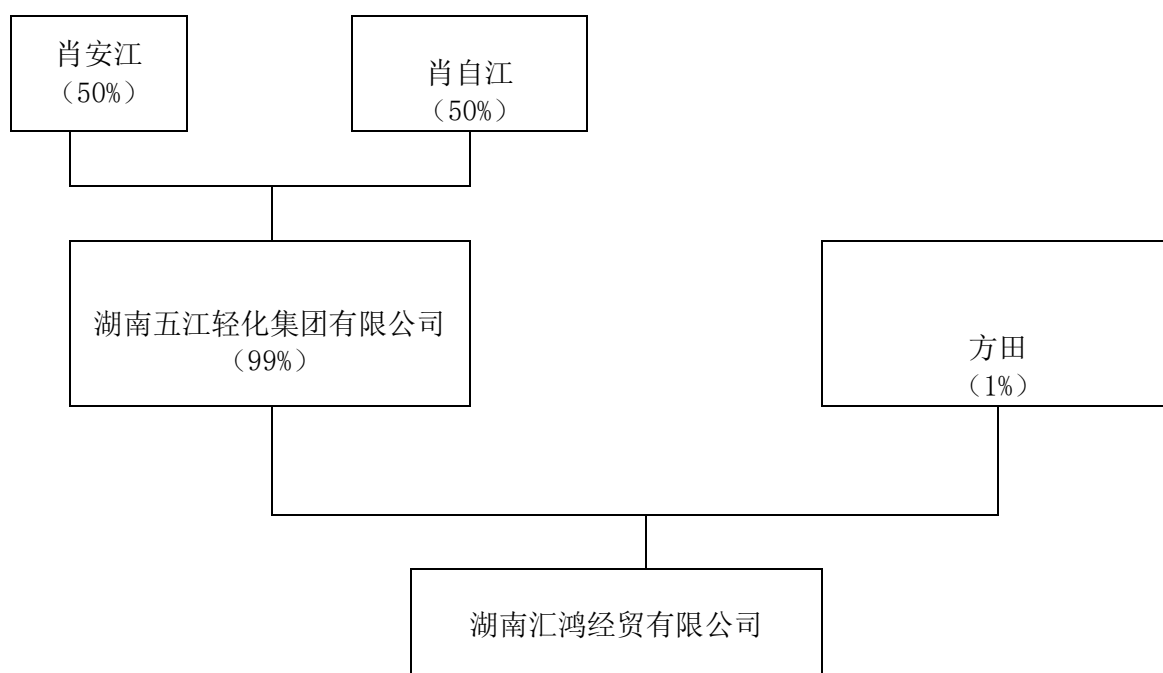 肖安江
（50%）
肖自江
（50%）
湖南五江轻化集团有限公司
（99%）
方田
（1%）
湖南汇鸿经贸有限公司